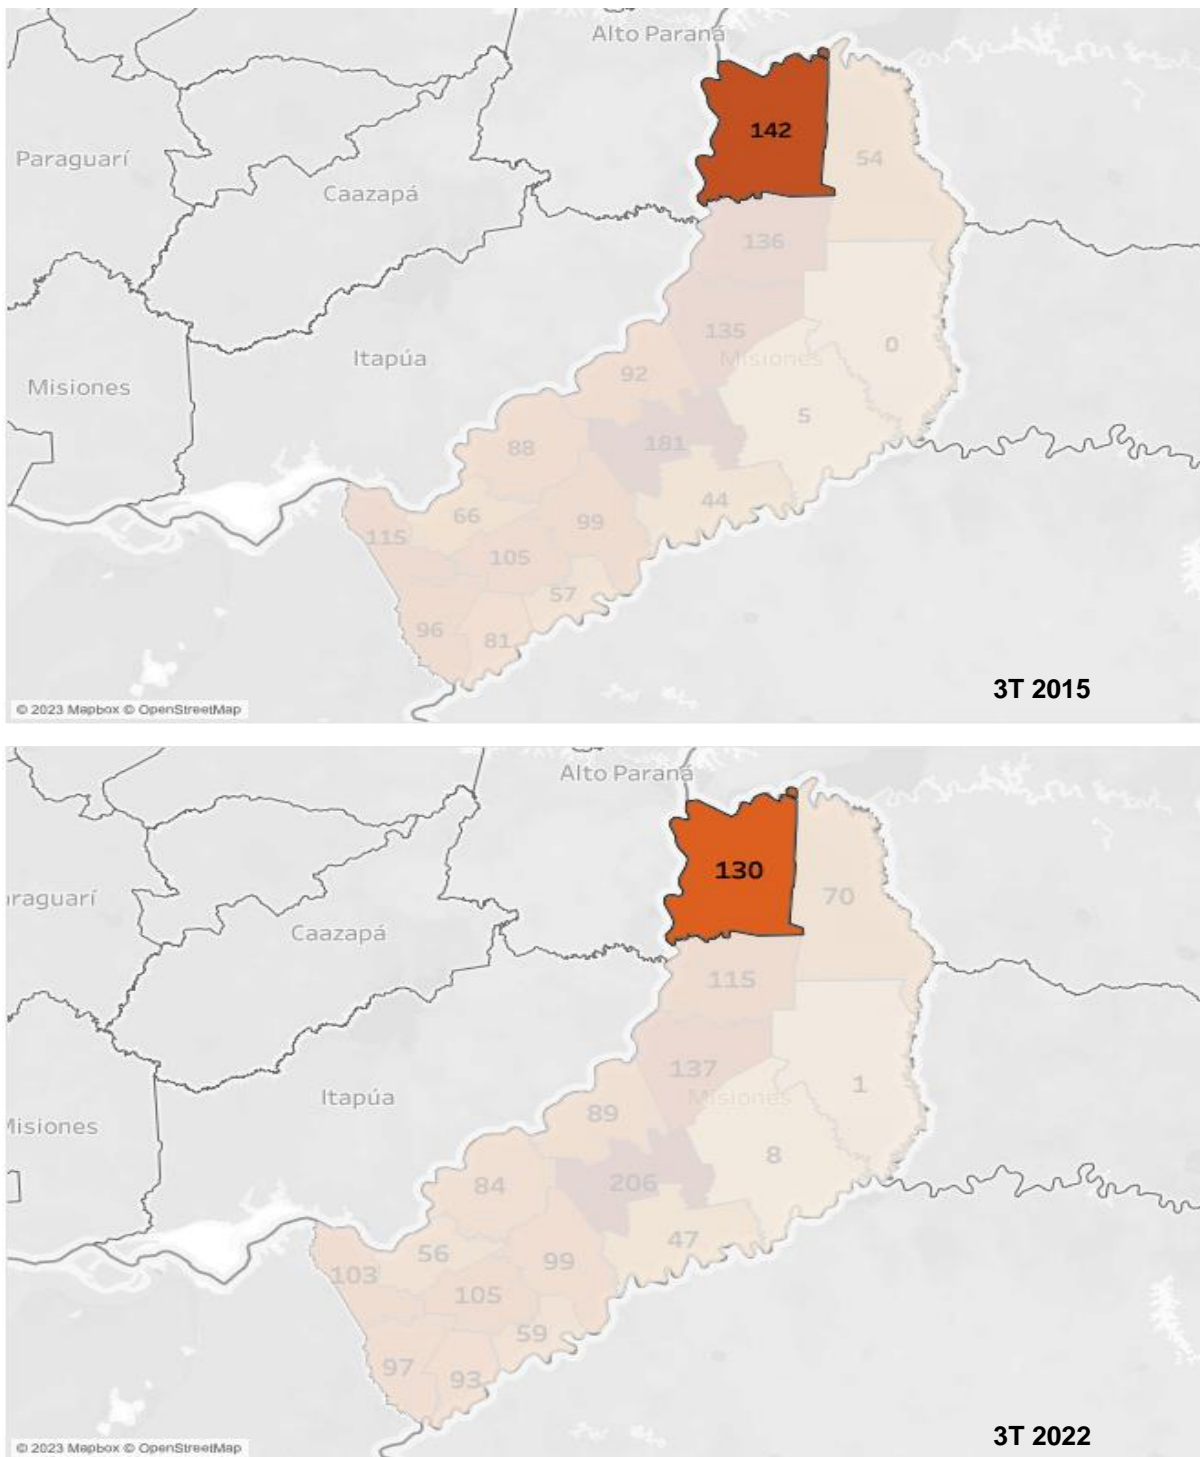 Alto Paraná
142
54
Paraguarí
Caazapá
136
135
Misiones
0
Itapúa
92
Misiones
5
88
181
44
66
99
115
105
57
96
81
3T 2015
© 2023 Mapbox © OpenStreetMap
Alto Paraná
130
70
araguarí
Caazapá
115
137
Misiones
1
Itapúa
89
Misiones
8
84
206
47
56
99
103
105
59
97
93
3T 2022
© 2023 Mapbox © OpenStreetMap